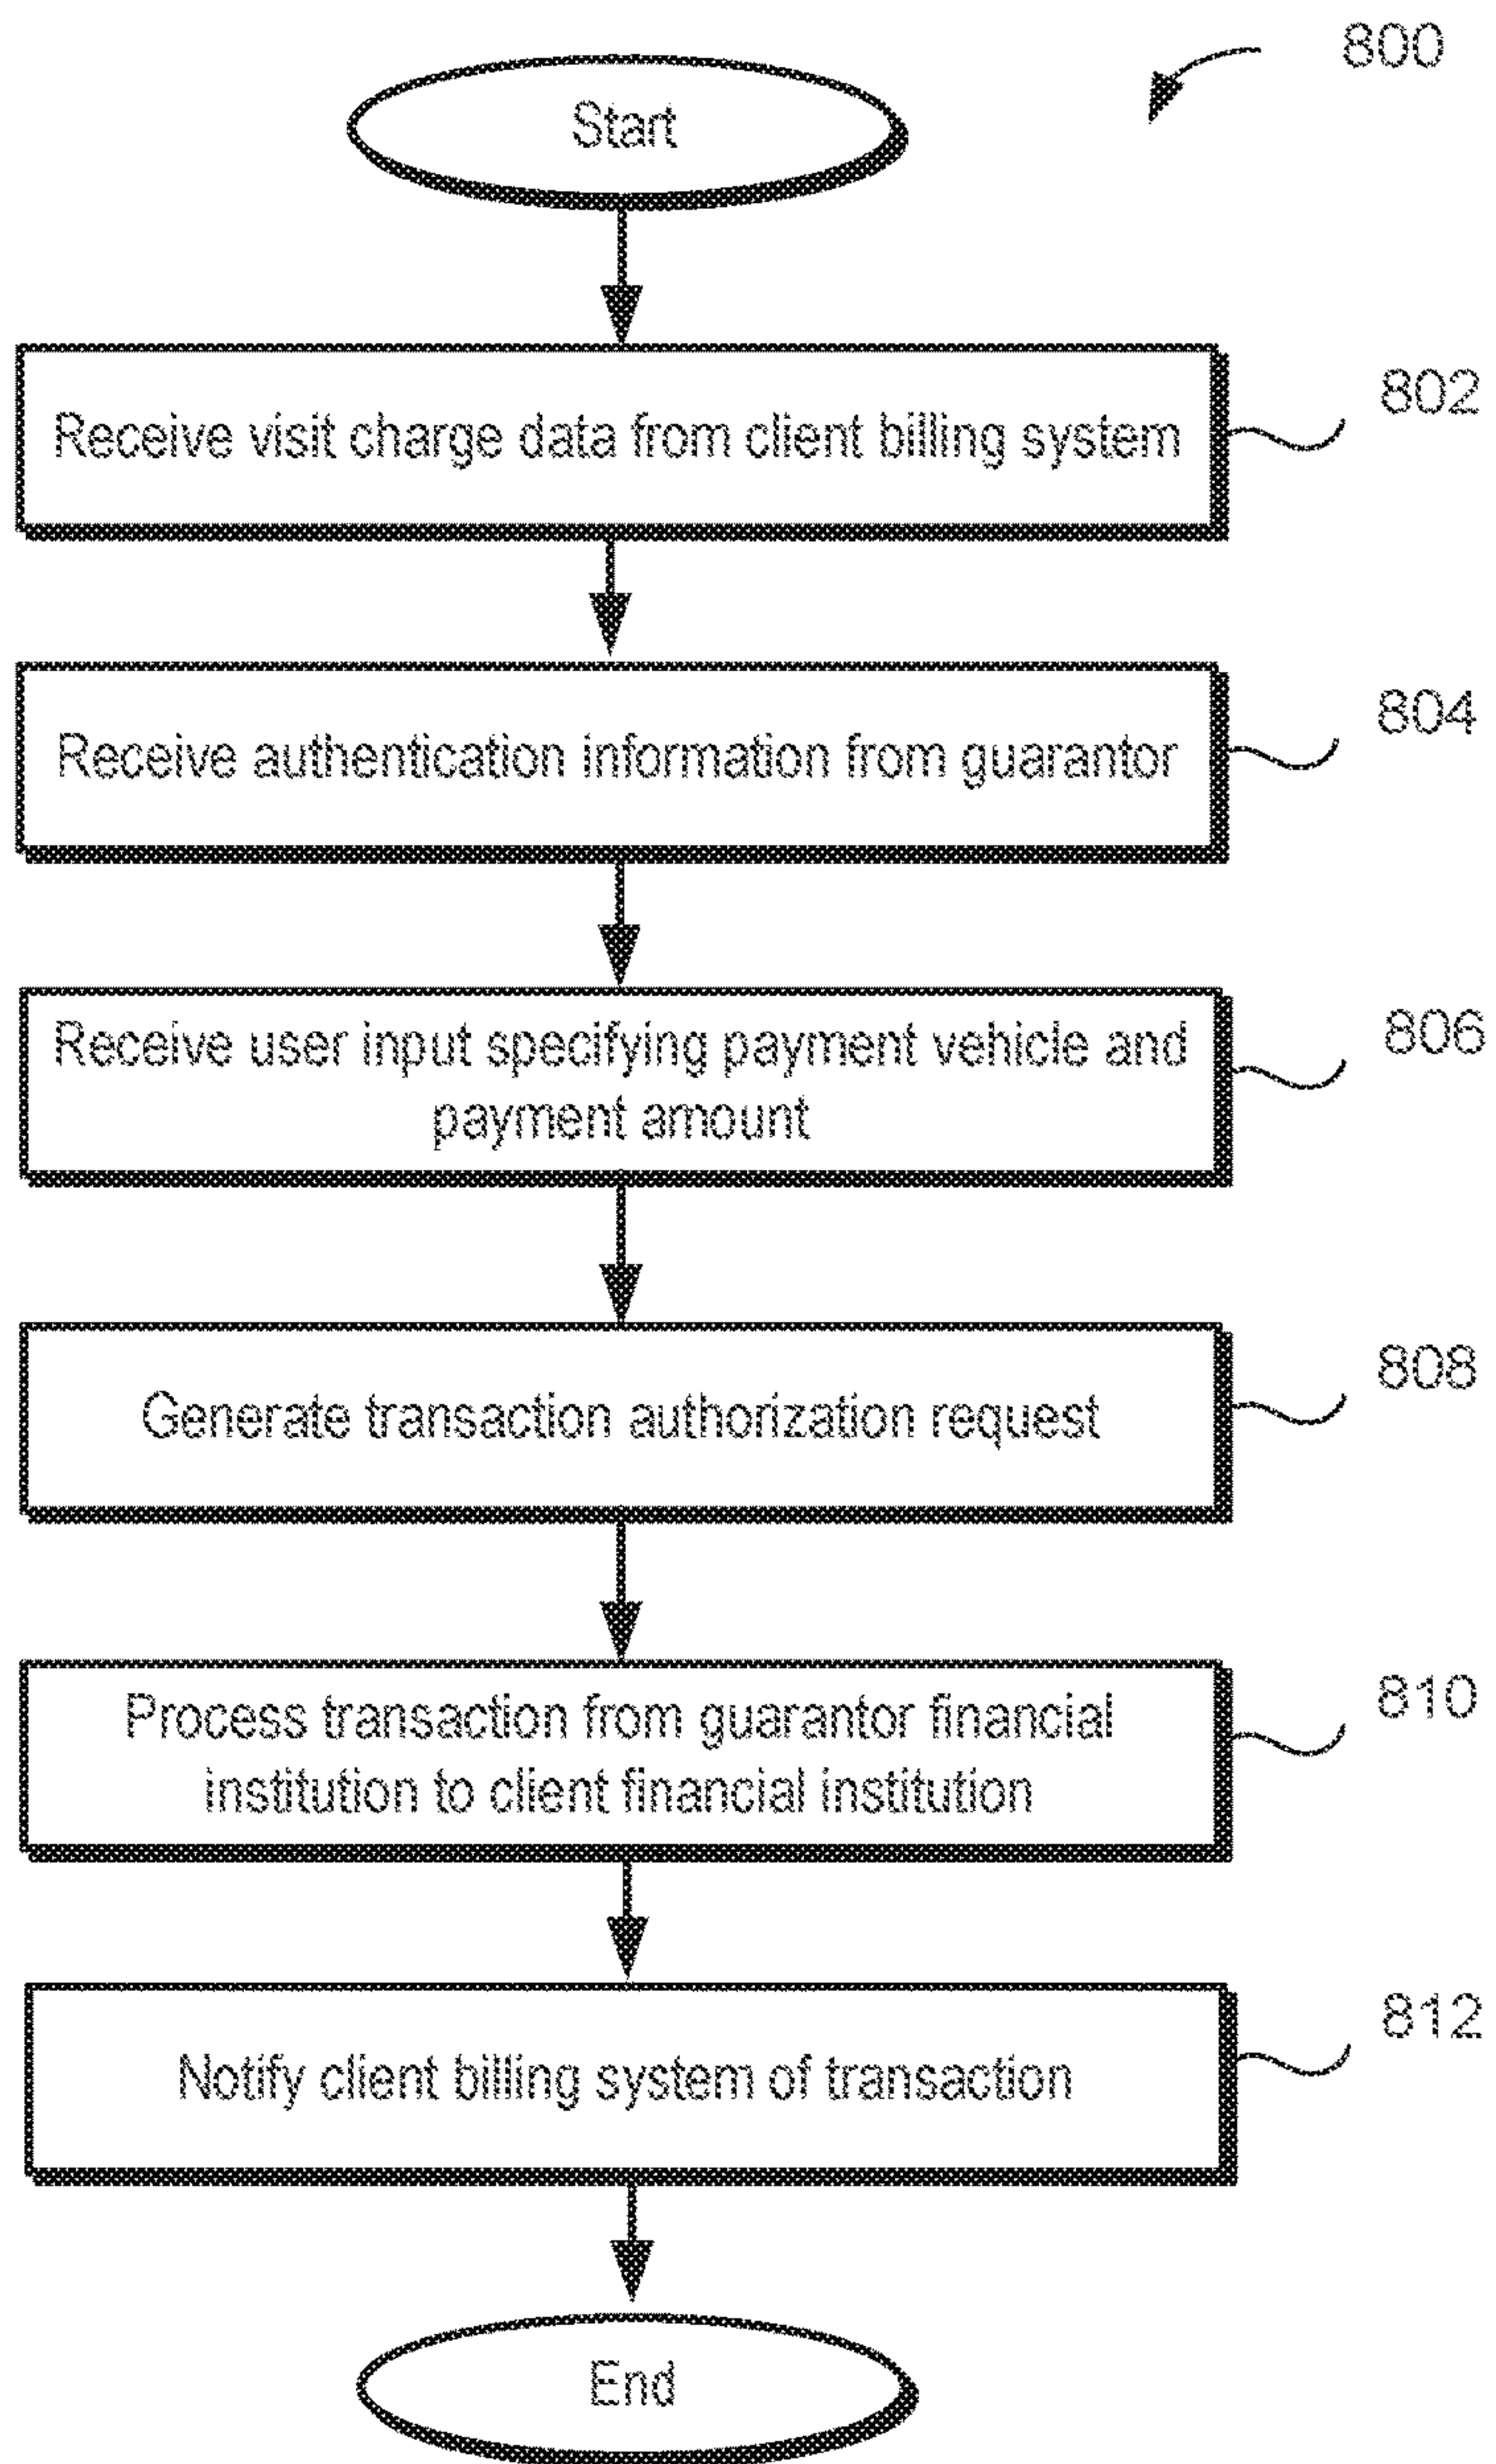 800
Start
Receive visit charge data from client billing system
802
Receive authentication information from guarantor
804
Receive user input specifying payment vehicle and
payment amount
806
Generate transaction authorization request
808
Process transaction from guarantor financial
institution to client financial institution
810
Notify client billing system of transaction
812
End